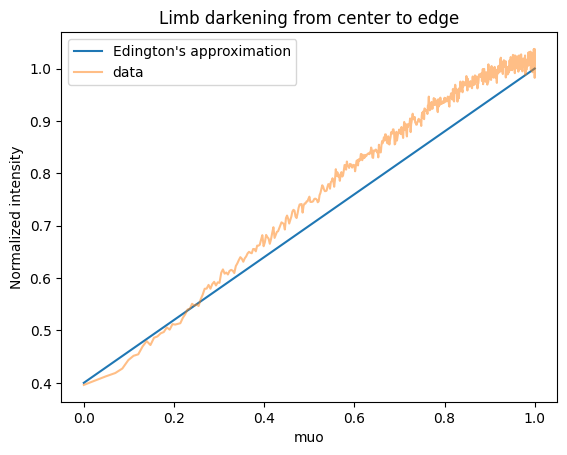 Limb darkening from center to edge
Edington's approximation
data
Normalized intensity
1.0
0.9
0.8
0.7
0.6
0.5
0.4
0.0
0.2
0.4
0.6
0.8
1.0
muo